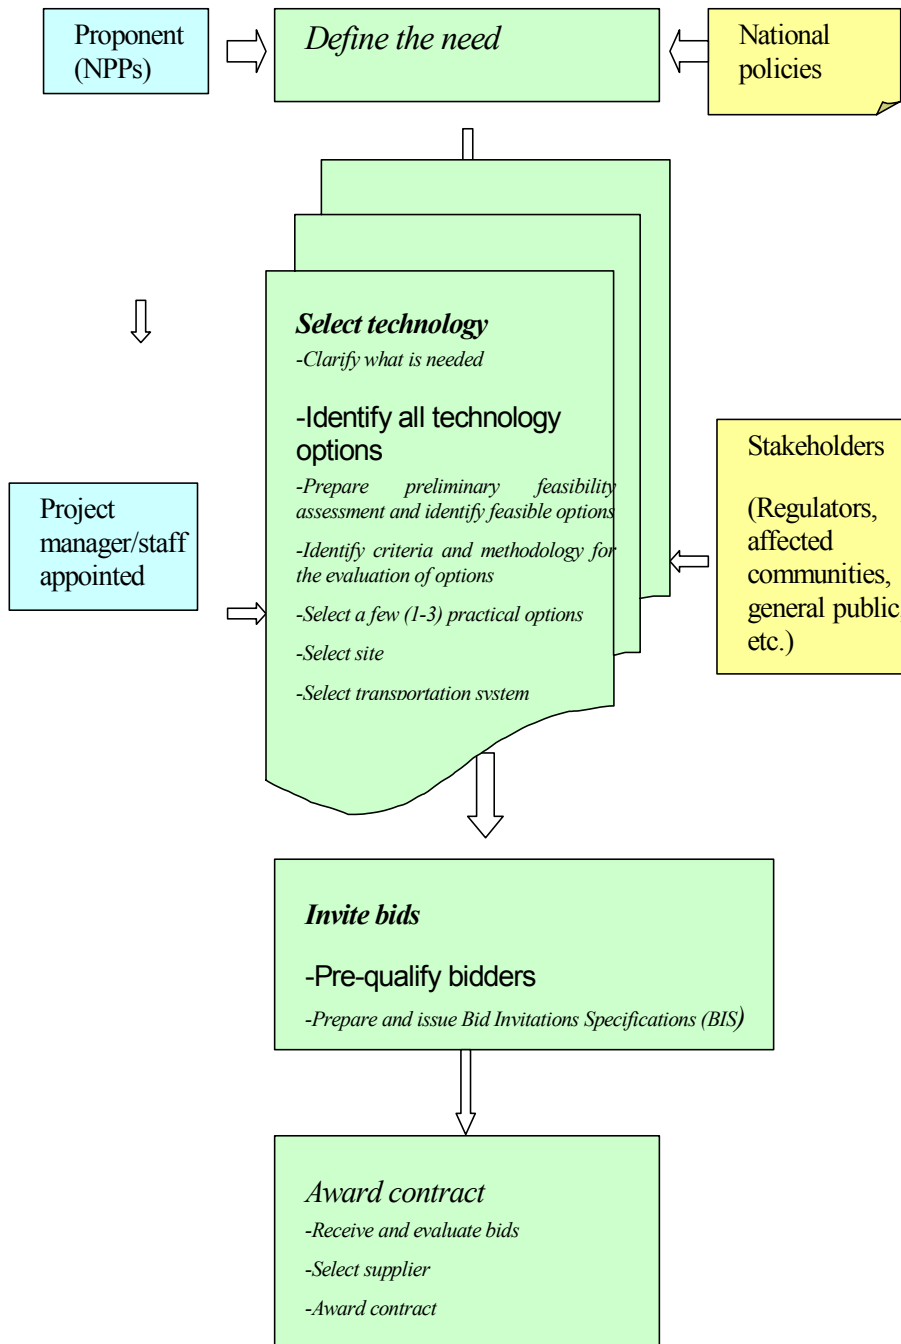 Proponent
(NPPs)
Define the need
National
policies
Select technology
-Clarify what is needed
-Identify all technology
options
-Prepare preliminary feasibility
assessment and identify feasible options
-Identify criteria and methodology for
the evaluation of options
-Select a few (1-3) practical options
-Select site
-Select transportation system
Project
manager/staff
appointed
Stakeholders
(Regulators,
affected
communities,
general public,
etc.)
Invite bids
-Pre-qualify bidders
-Prepare and issue Bid Invitations Specifications (BIS)
Award contract
-Receive and evaluate bids
-Select supplier
-Award contract